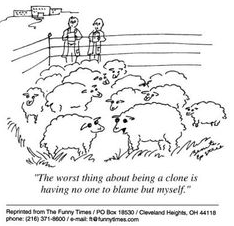 "The worst thing about being a clone is
having no one to blame but myself."
Reprinted from The Funny Times / PO Box 18530 / Cleveland Heights, OH 44118
phone: (216) 371-8600 / e-mail: ft@funnytimes.com